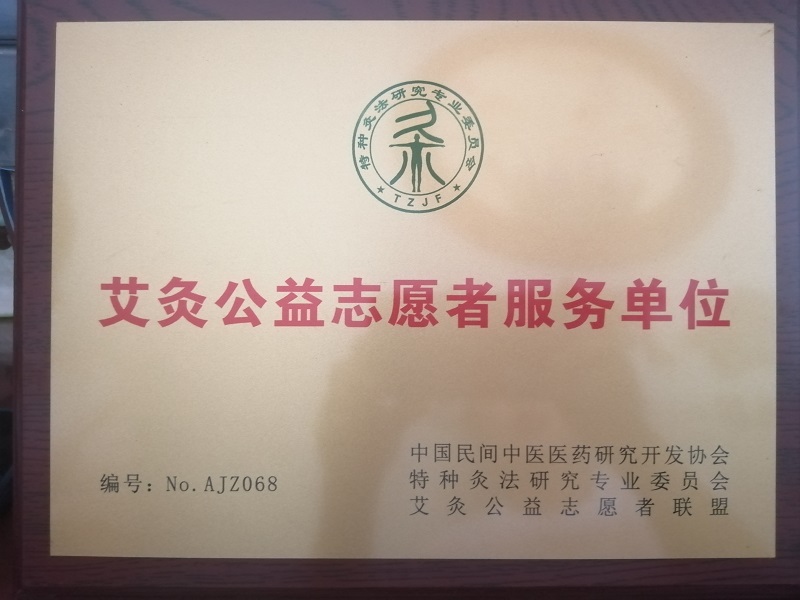 特种灸法研究专业委员会
★TZJF★
艾灸公益志愿者服务单位
中国民间中医医药研究开发协会
编号：No.AJZ068
特种灸法研究专业委员会
艾灸公益志愿者联盟